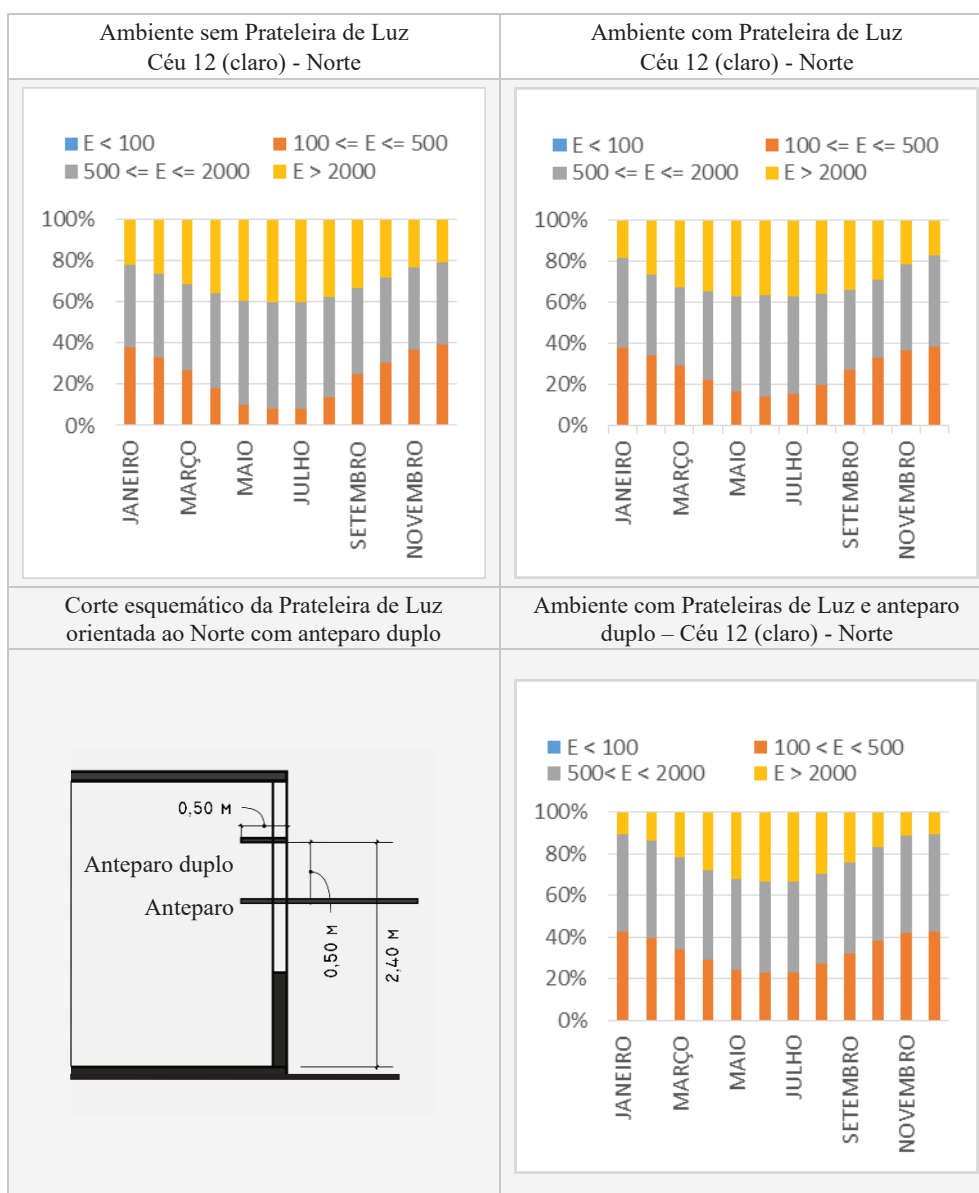 Ambiente sem Prateleira de Luz
Céu 12 (claro) - Norte
Ambiente com Prateleira de Luz
Céu 12 (claro) - Norte
E < 100
100 <= E <= 500
500 <= E <= 2000
E > 2000
100%
80%
60%
40%
20%
0%
JANEIRO
MARÇO
MAIO
JULHO
SETEMBRO
NOVEMBRO
E < 100
100 <= E <= 500
500 <= E <= 2000
E > 2000
100%
80%
60%
40%
20%
0%
JANEIRO
MARÇO
MAIO
JULHO
SETEMBRO
NOVEMBRO
Corte esquemático da Prateleira de Luz
orientada ao Norte com anteparo duplo
Ambiente com Prateleiras de Luz e anteparo
duplo – Céu 12 (claro) - Norte
0,50 M
Anteparo duplo
Anteparo
0,50 M
2,40 M
E < 100
100 < E < 500
500< E < 2000
E > 2000
100%
80%
60%
40%
20%
0%
JANEIRO
MARÇO
MAIO
JULHO
SETEMBRO
NOVEMBRO